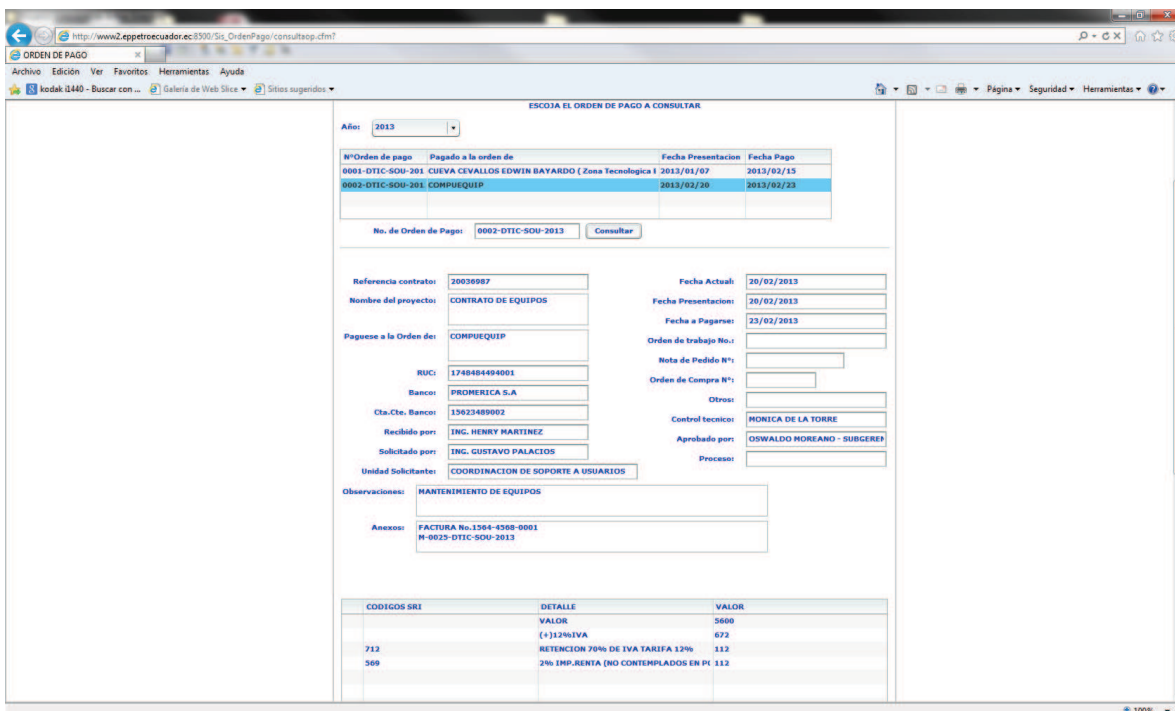 http://www2.eppetroecuador.ec:8500/Sis_OrdenPago/consultaop.cfm?
ORDEN DE PAGO
Archivo Edición Ver Favoritos Herramientas Ayuda
kodak i1440 - Buscar con ... Galería de Web Slice Sitios sugeridos Página Seguridad Herramientas
ESCOJA EL ORDEN DE PAGO A CONSULTAR
Año: 2013
NºOrden de pago Pagado a la orden de Fecha Presentacion Fecha Pago
0001-DTIC-SOU-201 CUEVA CEVALLOS EDWIN BAYARDO ( Zona Tecnologica I 2013/01/07 2013/02/15
0002-DTIC-SOU-201 COMPUEQUIP 2013/02/20 2013/02/23
No. de Orden de Pago: 0002-DTIC-SOU-2013 Consultar
Referencia contrato: 20036987 Fecha Actual: 20/02/2013
Nombre del proyecto: CONTRATO DE EQUIPOS Fecha Presentacion: 20/02/2013
Fecha a Pagarse: 23/02/2013
Paguese a la Orden de: COMPUEQUIP Orden de trabajo No.:
Nota de Pedido Nº:
RUC: 1748484494001 Orden de Compra Nº:
Banco: PROMERICA S.A Otros:
Cta.Cte. Banco: 15623489002 Control tecnico: MONICA DE LA TORRE
Recibido por: ING. HENRY MARTINEZ Aprobado por: OSWALDO MOREANO - SUBGEREN
Solicitado por: ING. GUSTAVO PALACIOS Proceso:
Unidad Solicitante: COORDINACION DE SOPORTE A USUARIOS
Observaciones: MANTENIMIENTO DE EQUIPOS
Anexos: FACTURA No.1564-4568-0001
M-0025-DTIC-SOU-2013
CODIGOS SRI DETALLE VALOR
VALOR 5600
(+)12%IVA 672
712 RETENCION 70% DE IVA TARIFA 12% 112
569 2% IMP.RENTA (NO CONTEMPLADOS EN P( 112
100%